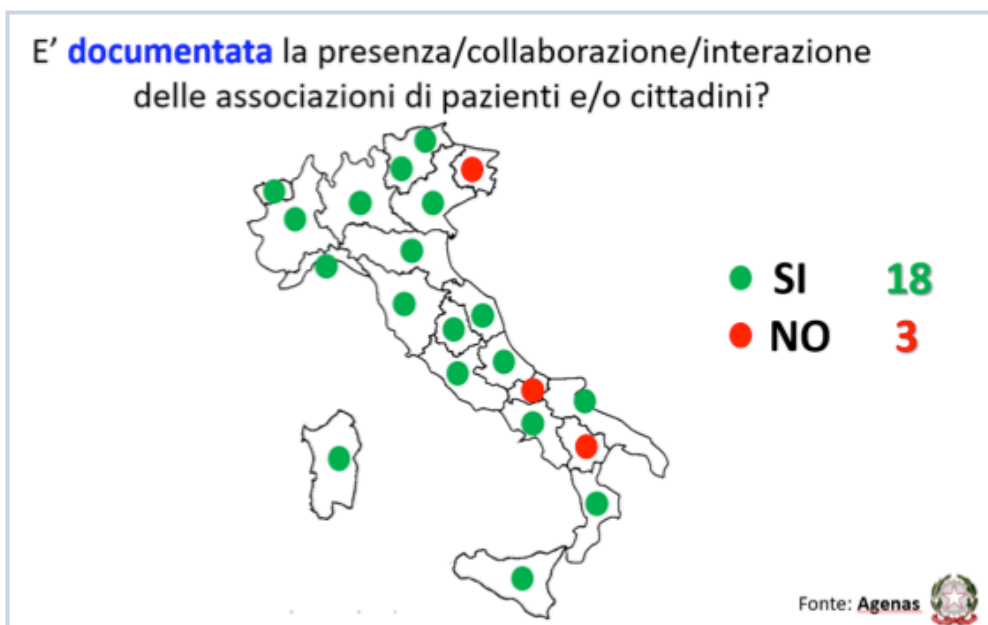 E' documentata la presenza/collaborazione/interazione
delle associazioni di pazienti e/o cittadini?
SI 18
NO 3
Fonte: Agenas